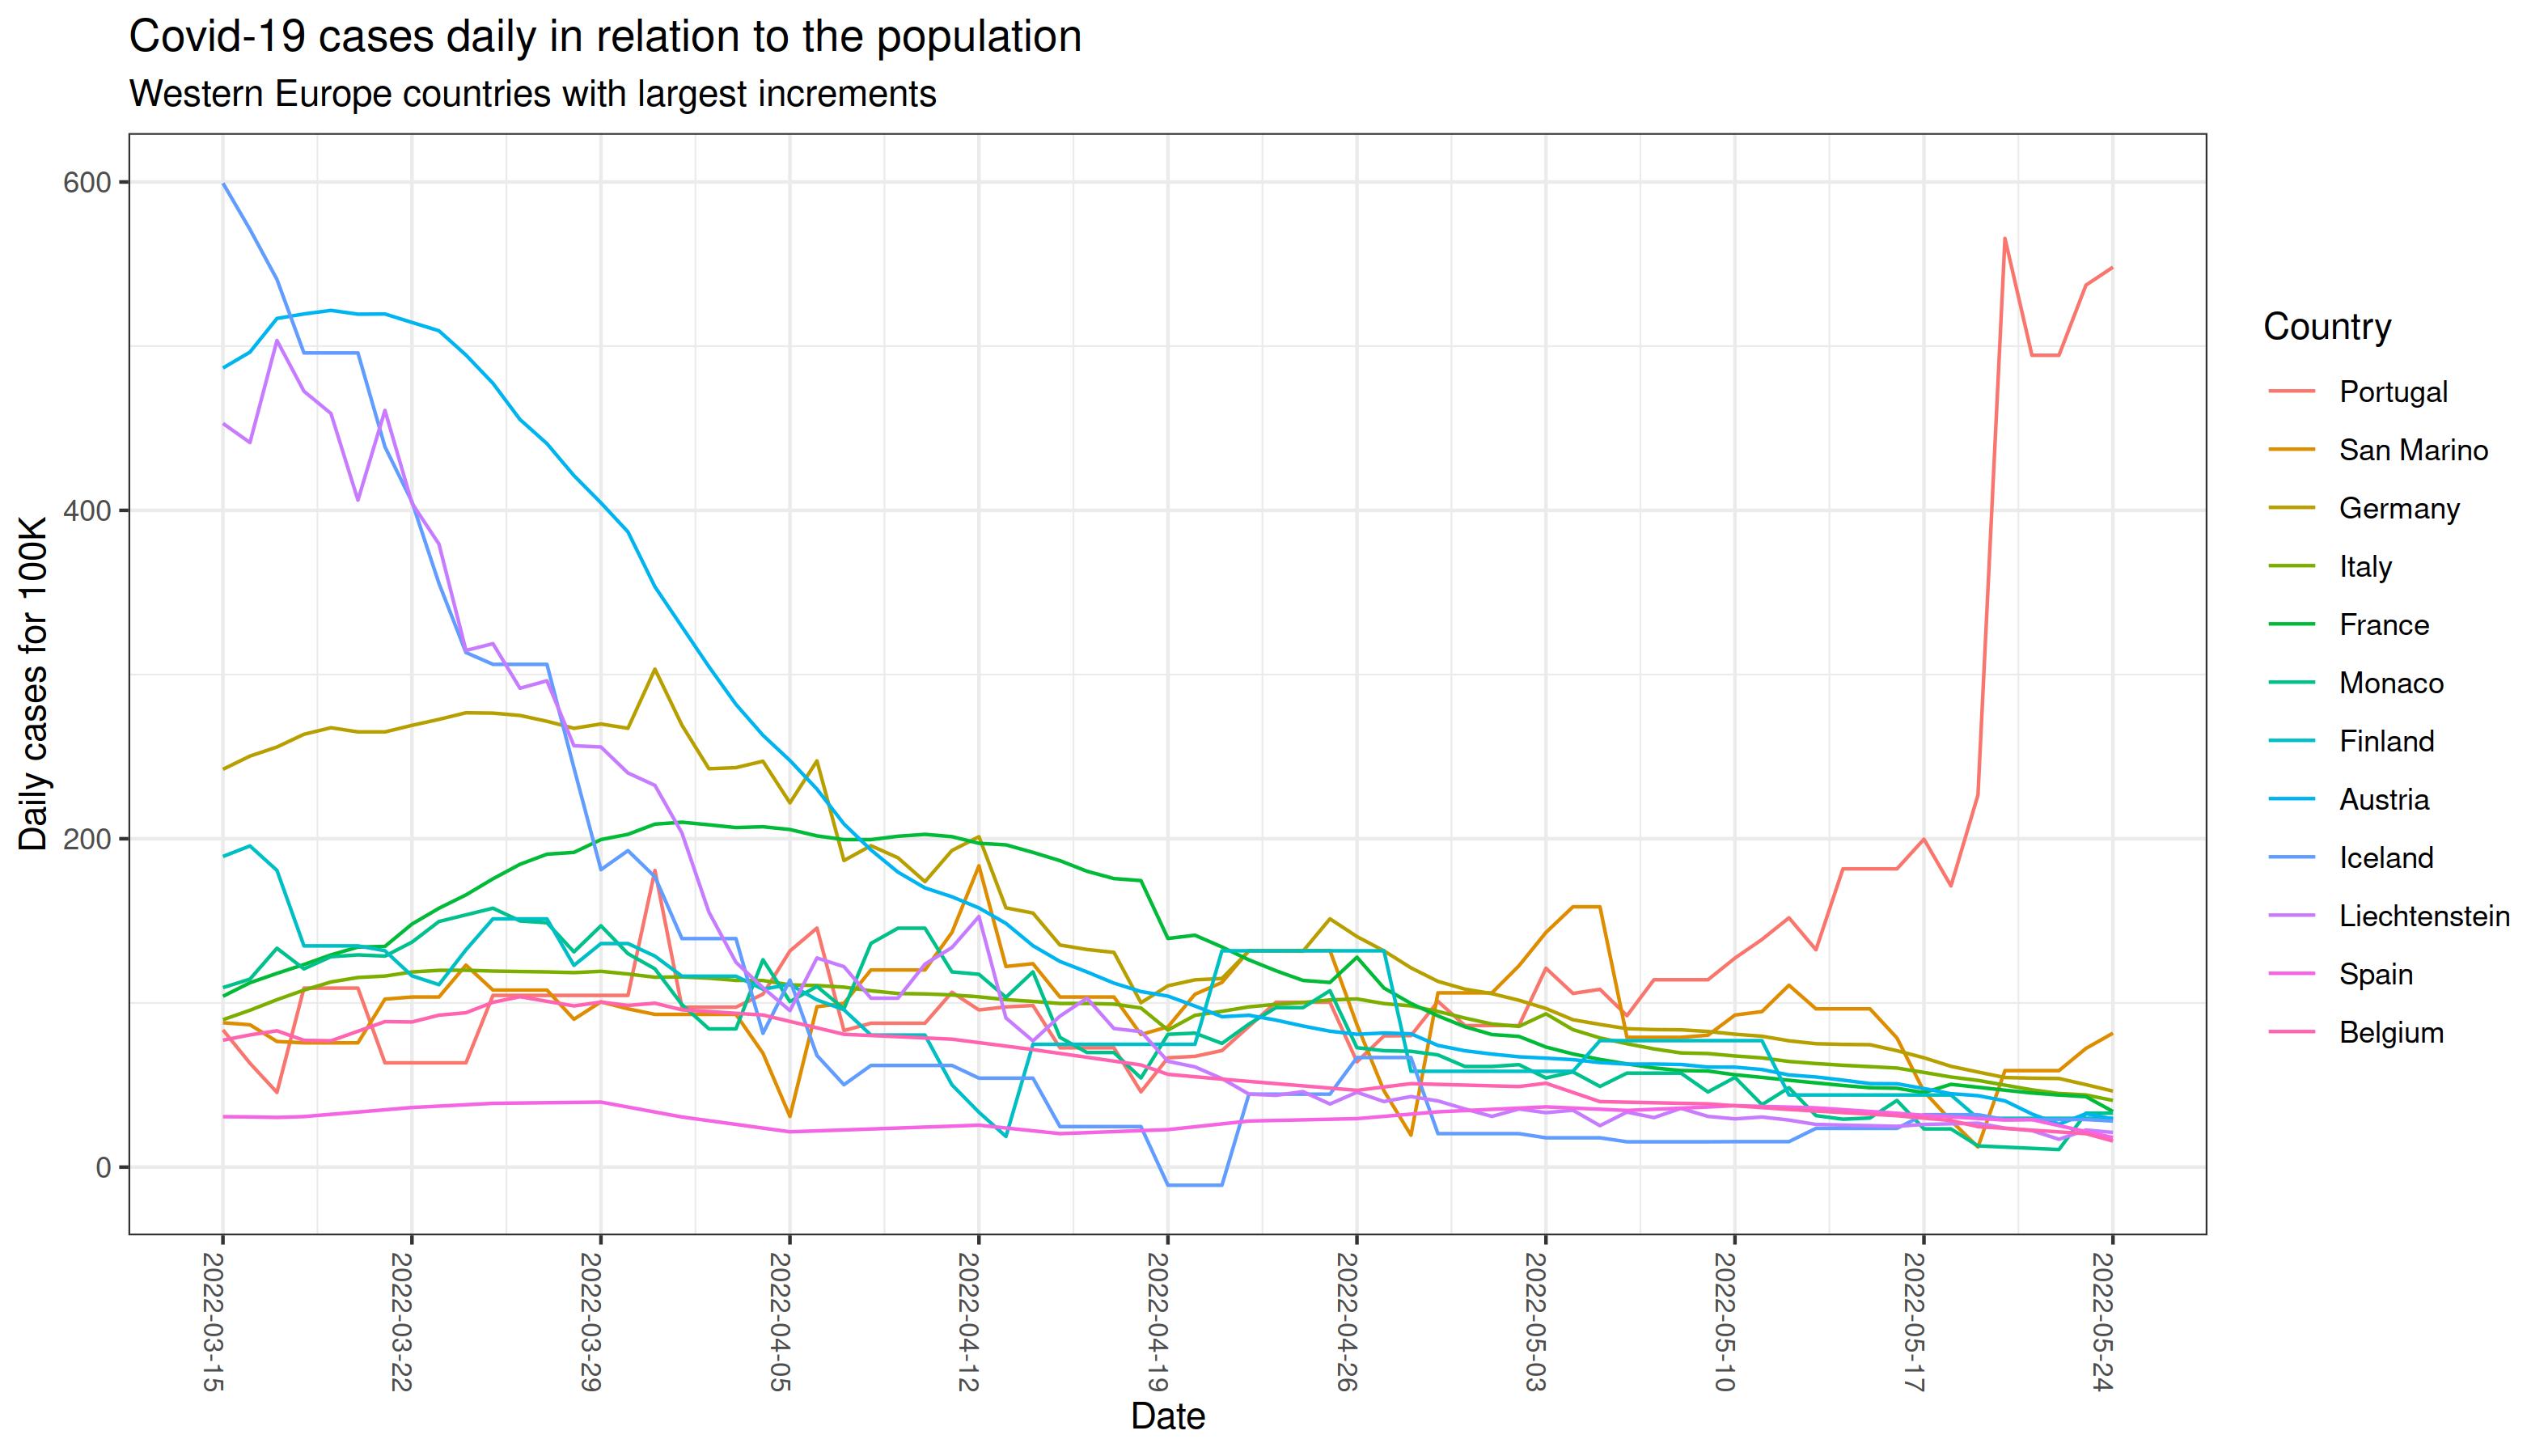 Covid-19 cases daily in relation to the population
Western Europe countries with largest increments
Daily cases for 100K
600
400
200
0
2022-03-15
2022-03-22
2022-03-29
2022-04-05
2022-04-12
2022-04-19
2022-04-26
2022-05-03
2022-05-10
2022-05-17
2022-05-24
Date
Country
Portugal
San Marino
Germany
Italy
France
Monaco
Finland
Austria
Iceland
Liechtenstein
Spain
Belgium